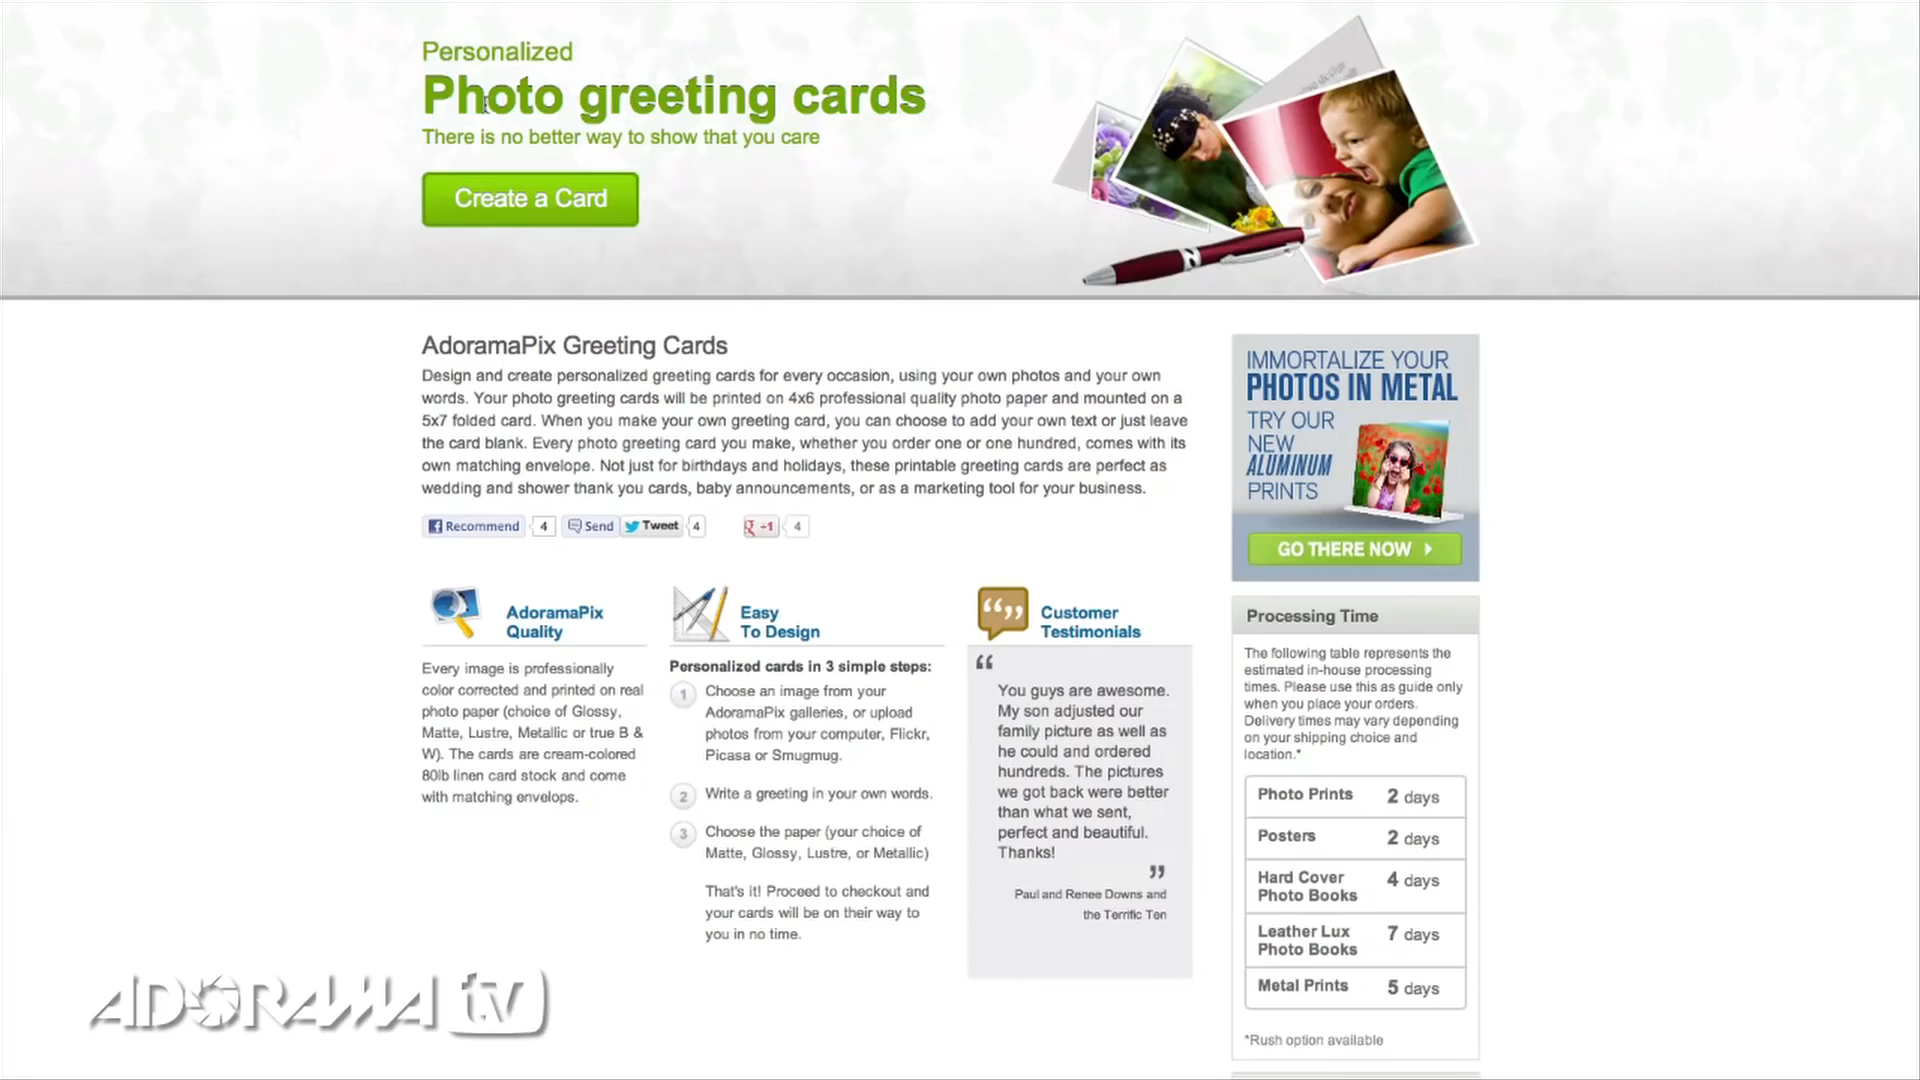 Personalized
Photo greeting cards
There is no better way to show that you care
Create a Card
AdoramaPix Greeting Cards
Design and create personalized greeting cards for every occasion, using your own photos and your own
words. Your photo greeting cards will be printed on 4x6 professional quality photo paper and mounted on a
5x7 folded card. When you make your own greeting card, you can choose to add your own text or just leave
the card blank. Every photo greeting card you make, whether you order one or one hundred, comes with its
own matching envelope. Not just for birthdays and holidays, these printable greeting cards are perfect as
wedding and shower thank you cards, baby announcements, or as a marketing tool for your business.
Recommend 4 Send Tweet 4 +1 4
AdoramaPix
Quality
Every image is professionally
color corrected and printed on real
photo paper (choice of Glossy,
Matte, Lustre, Metallic or true B &
W). The cards are cream-colored
80lb linen card stock and come
with matching envelops.
Easy
To Design
Personalized cards in 3 simple steps:
1 Choose an image from your
AdoramaPix galleries, or upload
photos from your computer, Flickr,
Picasa or Smugmug.
2 Write a greeting in your own words.
3 Choose the paper (your choice of
Matte, Glossy, Lustre, or Metallic)
That's it! Proceed to checkout and
your cards will be on their way to
you in no time.
Customer
Testimonials
“
You guys are awesome.
My son adjusted our
family picture as well as
he could and ordered
hundreds. The pictures
we got back were better
than what we sent,
perfect and beautiful.
Thanks!
”
Paul and Renee Downs and
the Terrific Ten
IMMORTALIZE YOUR
PHOTOS IN METAL
TRY OUR
NEW
ALUMINUM
PRINTS
GO THERE NOW
Processing Time
The following table represents the
estimated in-house processing
times. Please use this as guide only
when you place your orders.
Delivery times may vary depending
on your shipping choice and
location.*
Photo Prints 2 days
Posters 2 days
Hard Cover
Photo Books 4 days
Leather Lux
Photo Books 7 days
Metal Prints 5 days
*Rush option available
ADORAMA tv